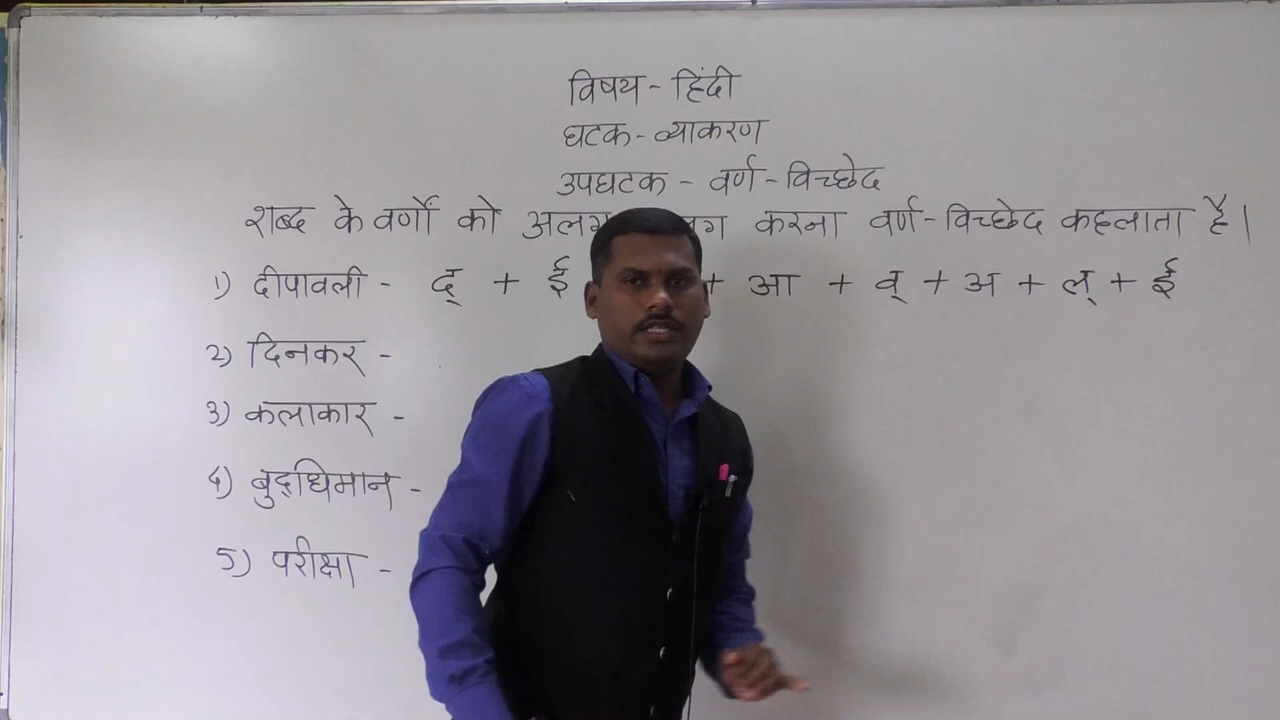 विषय - हिंदी
घटक - व्याकरण
उपघटक - वर्ण - विच्छेद
शब्द के वर्णों को अलग करना वर्ण - विच्छेद कहलाता है।
1) दीपावली - द् + ई + आ + व् + अ + ल् + ई
2) दिनकर -
3) कलाकार -
4) बुद्धिमान -
5) परीक्षा -